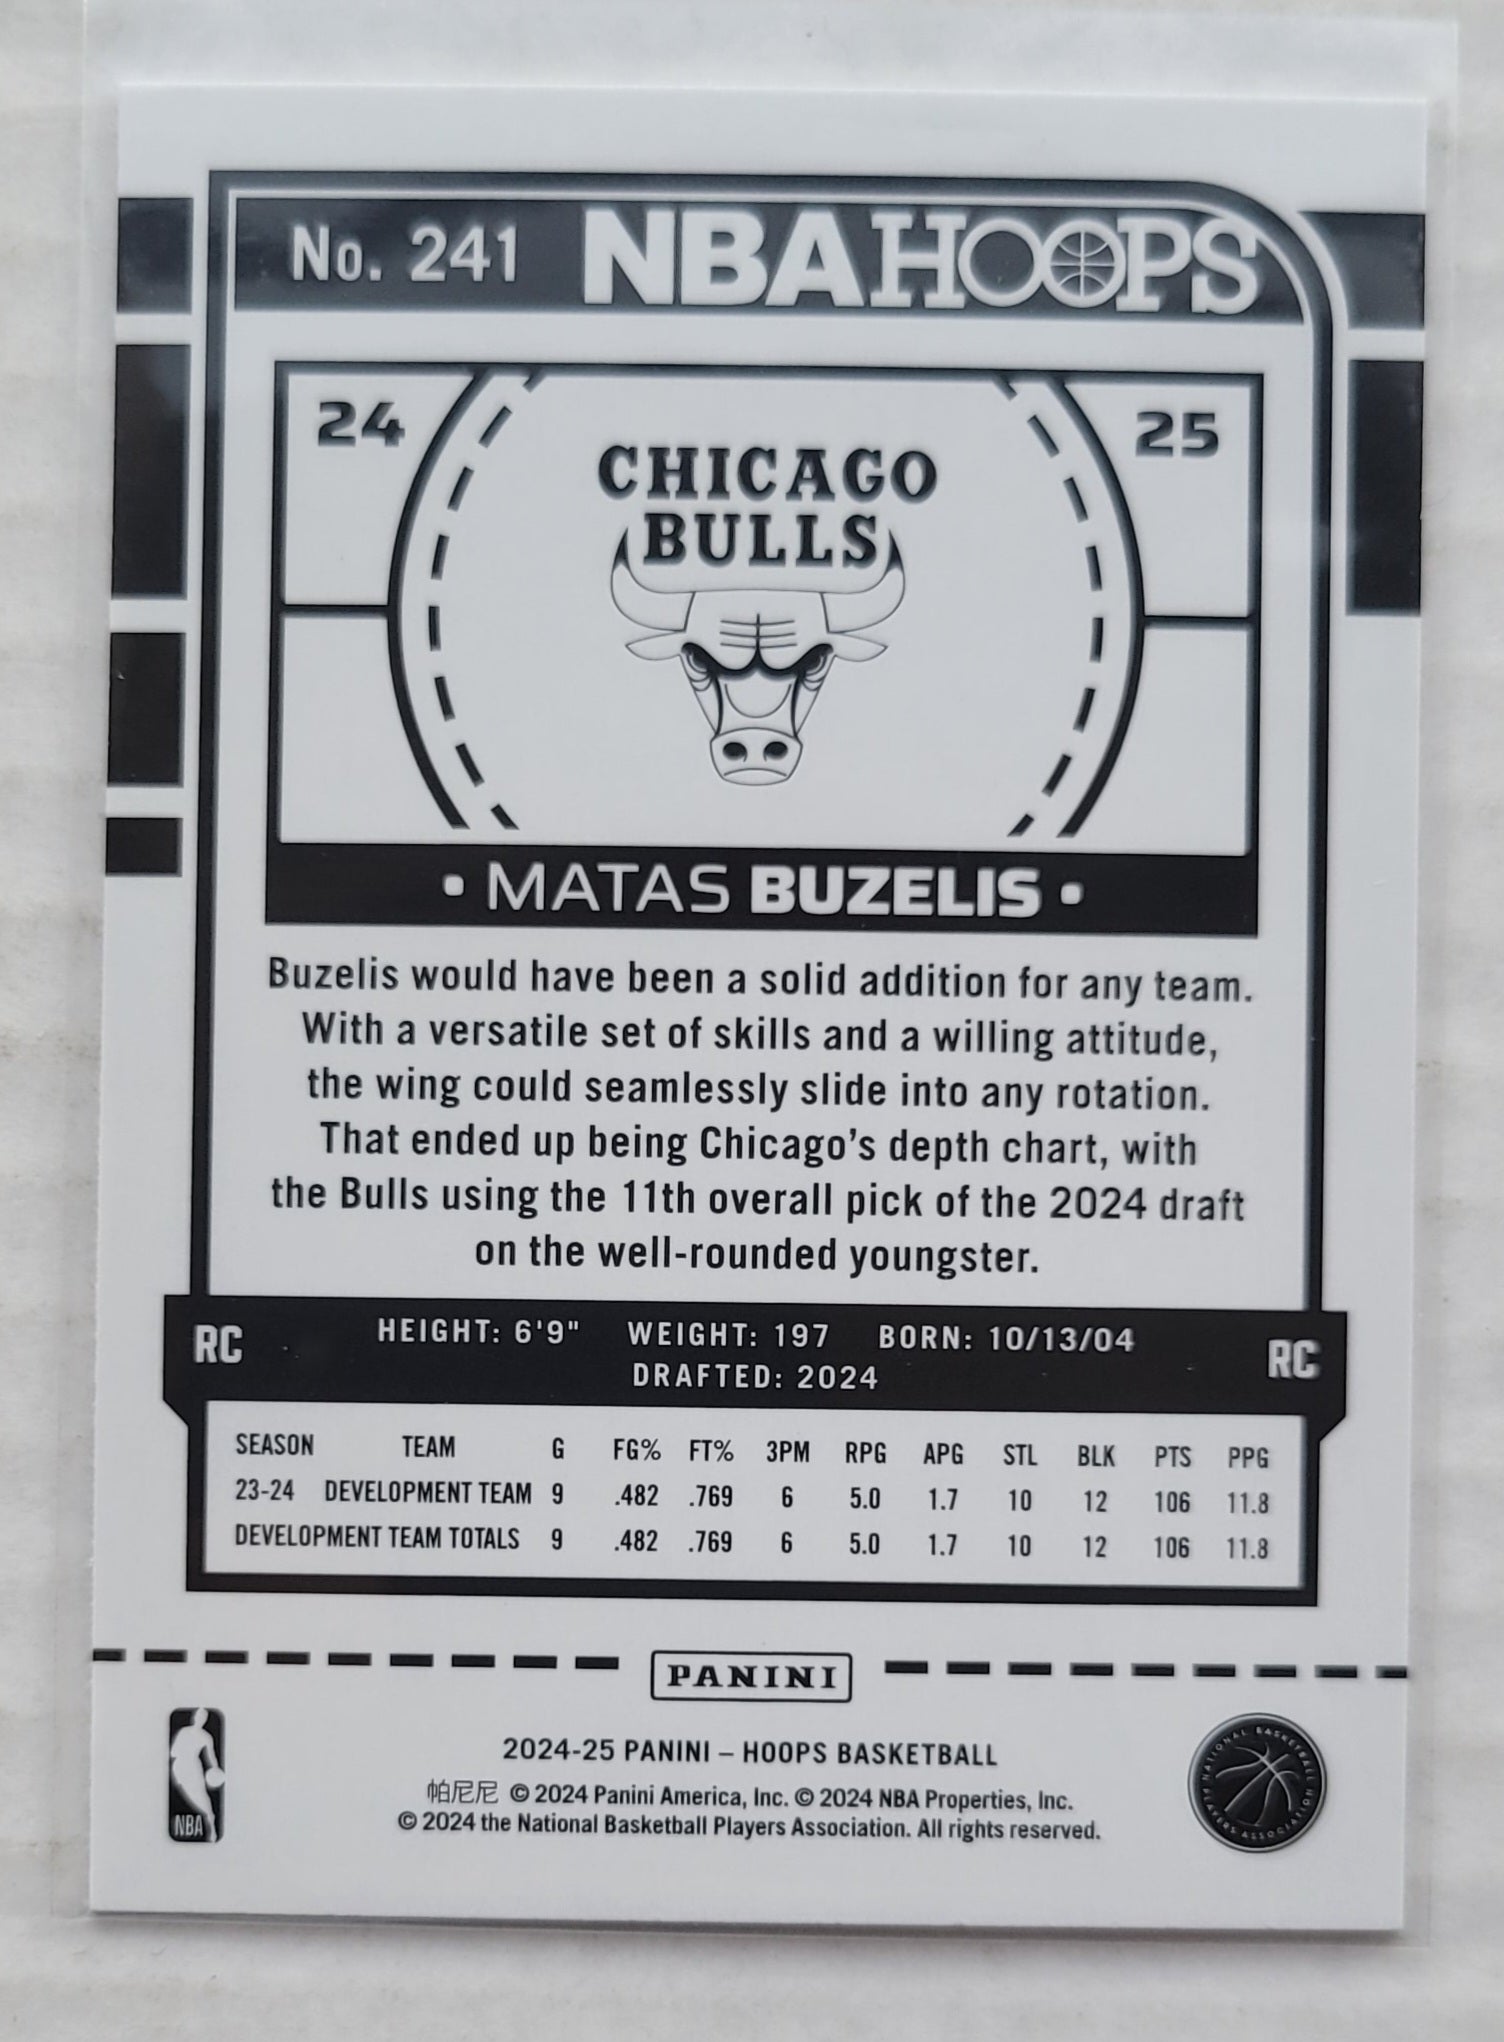 No. 241 NBA HOOPS
24 25
CHICAGO
BULLS
• MATAS BUZELIS •
Buzelis would have been a solid addition for any team.
With a versatile set of skills and a willing attitude,
the wing could seamlessly slide into any rotation.
That ended up being Chicago's depth chart, with
the Bulls using the 11th overall pick of the 2024 draft
on the well-rounded youngster.
RC HEIGHT: 6'9" WEIGHT: 197 BORN: 10/13/04 RC
DRAFTED: 2024
SEASON TEAM G FG% FT% 3PM RPG APG STL BLK PTS PPG
23-24 DEVELOPMENT TEAM 9 .482 .769 6 5.0 1.7 10 12 106 11.8
DEVELOPMENT TEAM TOTALS 9 .482 .769 6 5.0 1.7 10 12 106 11.8
PANINI
2024-25 PANINI – HOOPS BASKETBALL
帕尼尼 © 2024 Panini America, Inc. © 2024 NBA Properties, Inc.
© 2024 the National Basketball Players Association. All rights reserved.
NBA
NATIONAL BASKETBALL PLAYERS ASSOCIATION